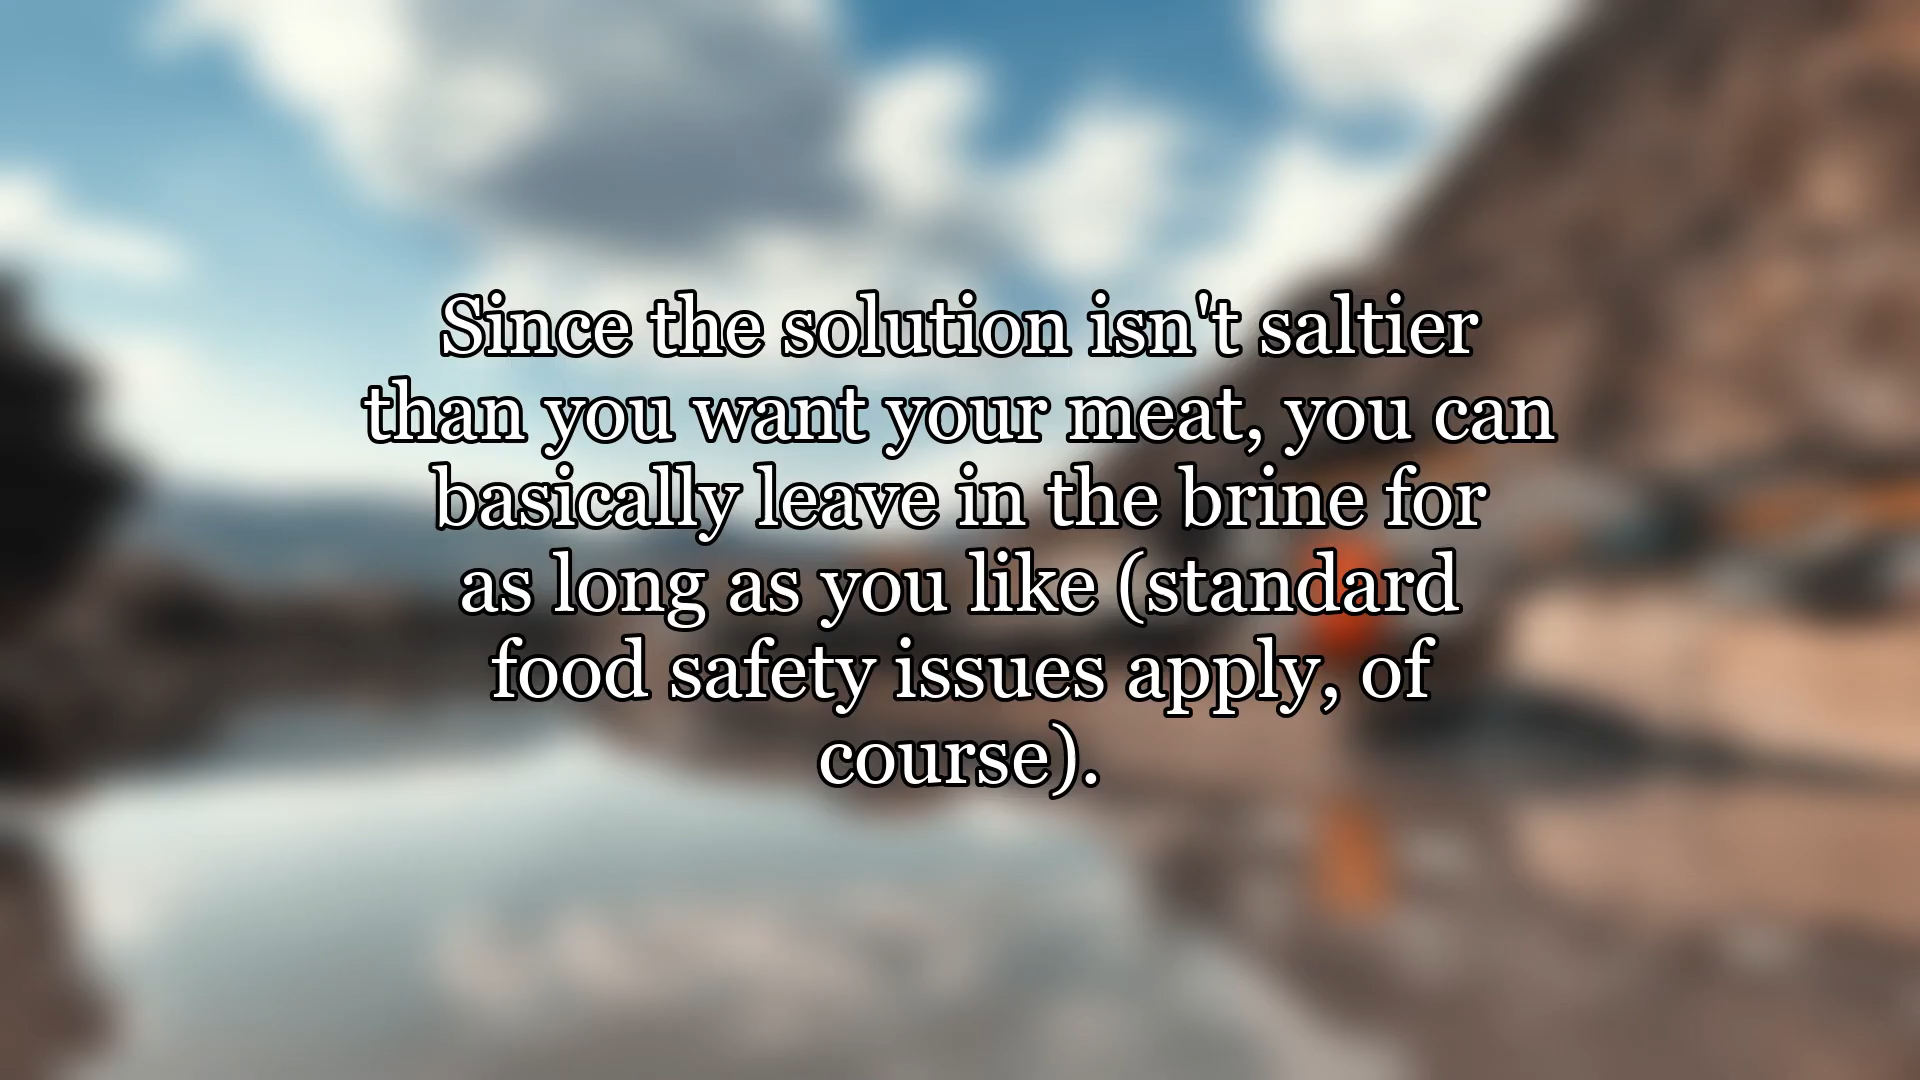 Since the solution isn't saltier
than you want your meat, you can
basically leave in the brine for
as long as you like (standard
food safety issues apply, of
course).